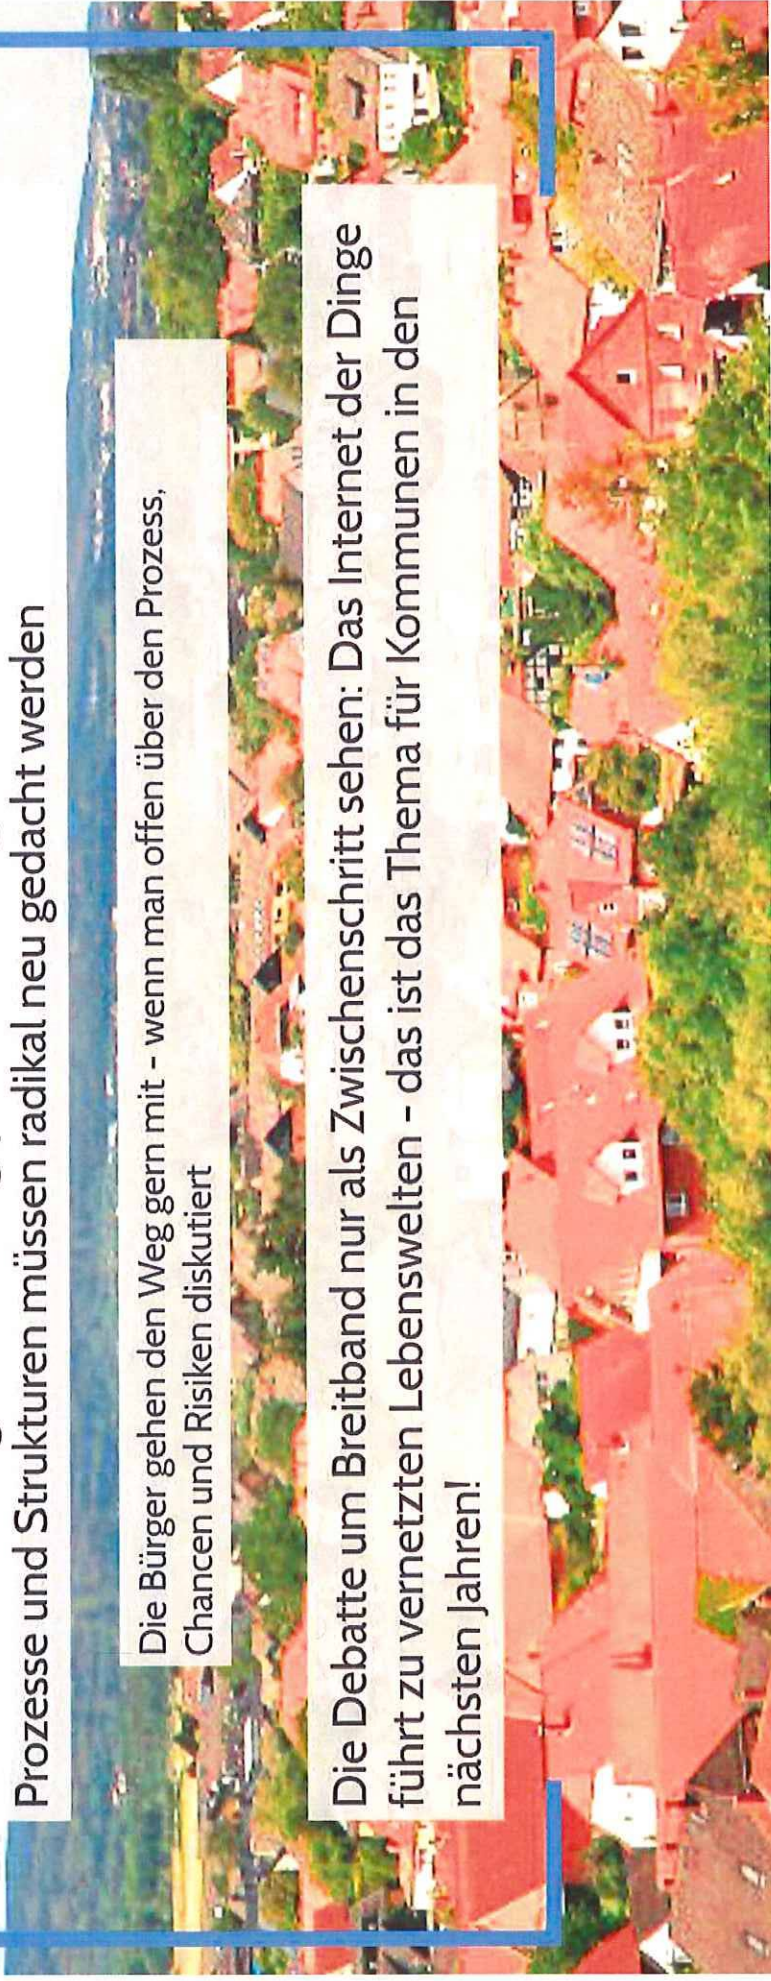 Prozesse und Strukturen müssen radikal neu gedacht werden
Die Bürger gehen den Weg gern mit - wenn man offen über den Prozess,
Chancen und Risiken diskutiert
Die Debatte um Breitband nur als Zwischenschritt sehen: Das Internet der Dinge
führt zu vernetzten Lebenswelten - das ist das Thema für Kommunen in den
nächsten Jahren!